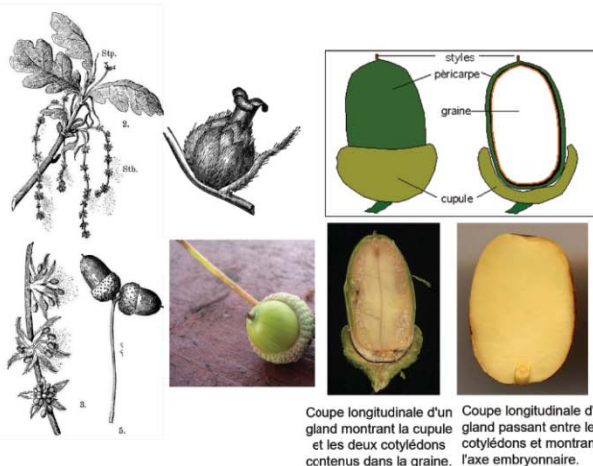 Stp.
2.
Stb.
3.
5.
styles
péricarpe
graine
cupule
Coupe longitudinale d'un
gland montrant la cupule
et les deux cotylédons
contenus dans la graine.
Coupe longitudinale d'
gland passant entre le
cotylédons et montran
l'axe embryonnaire.